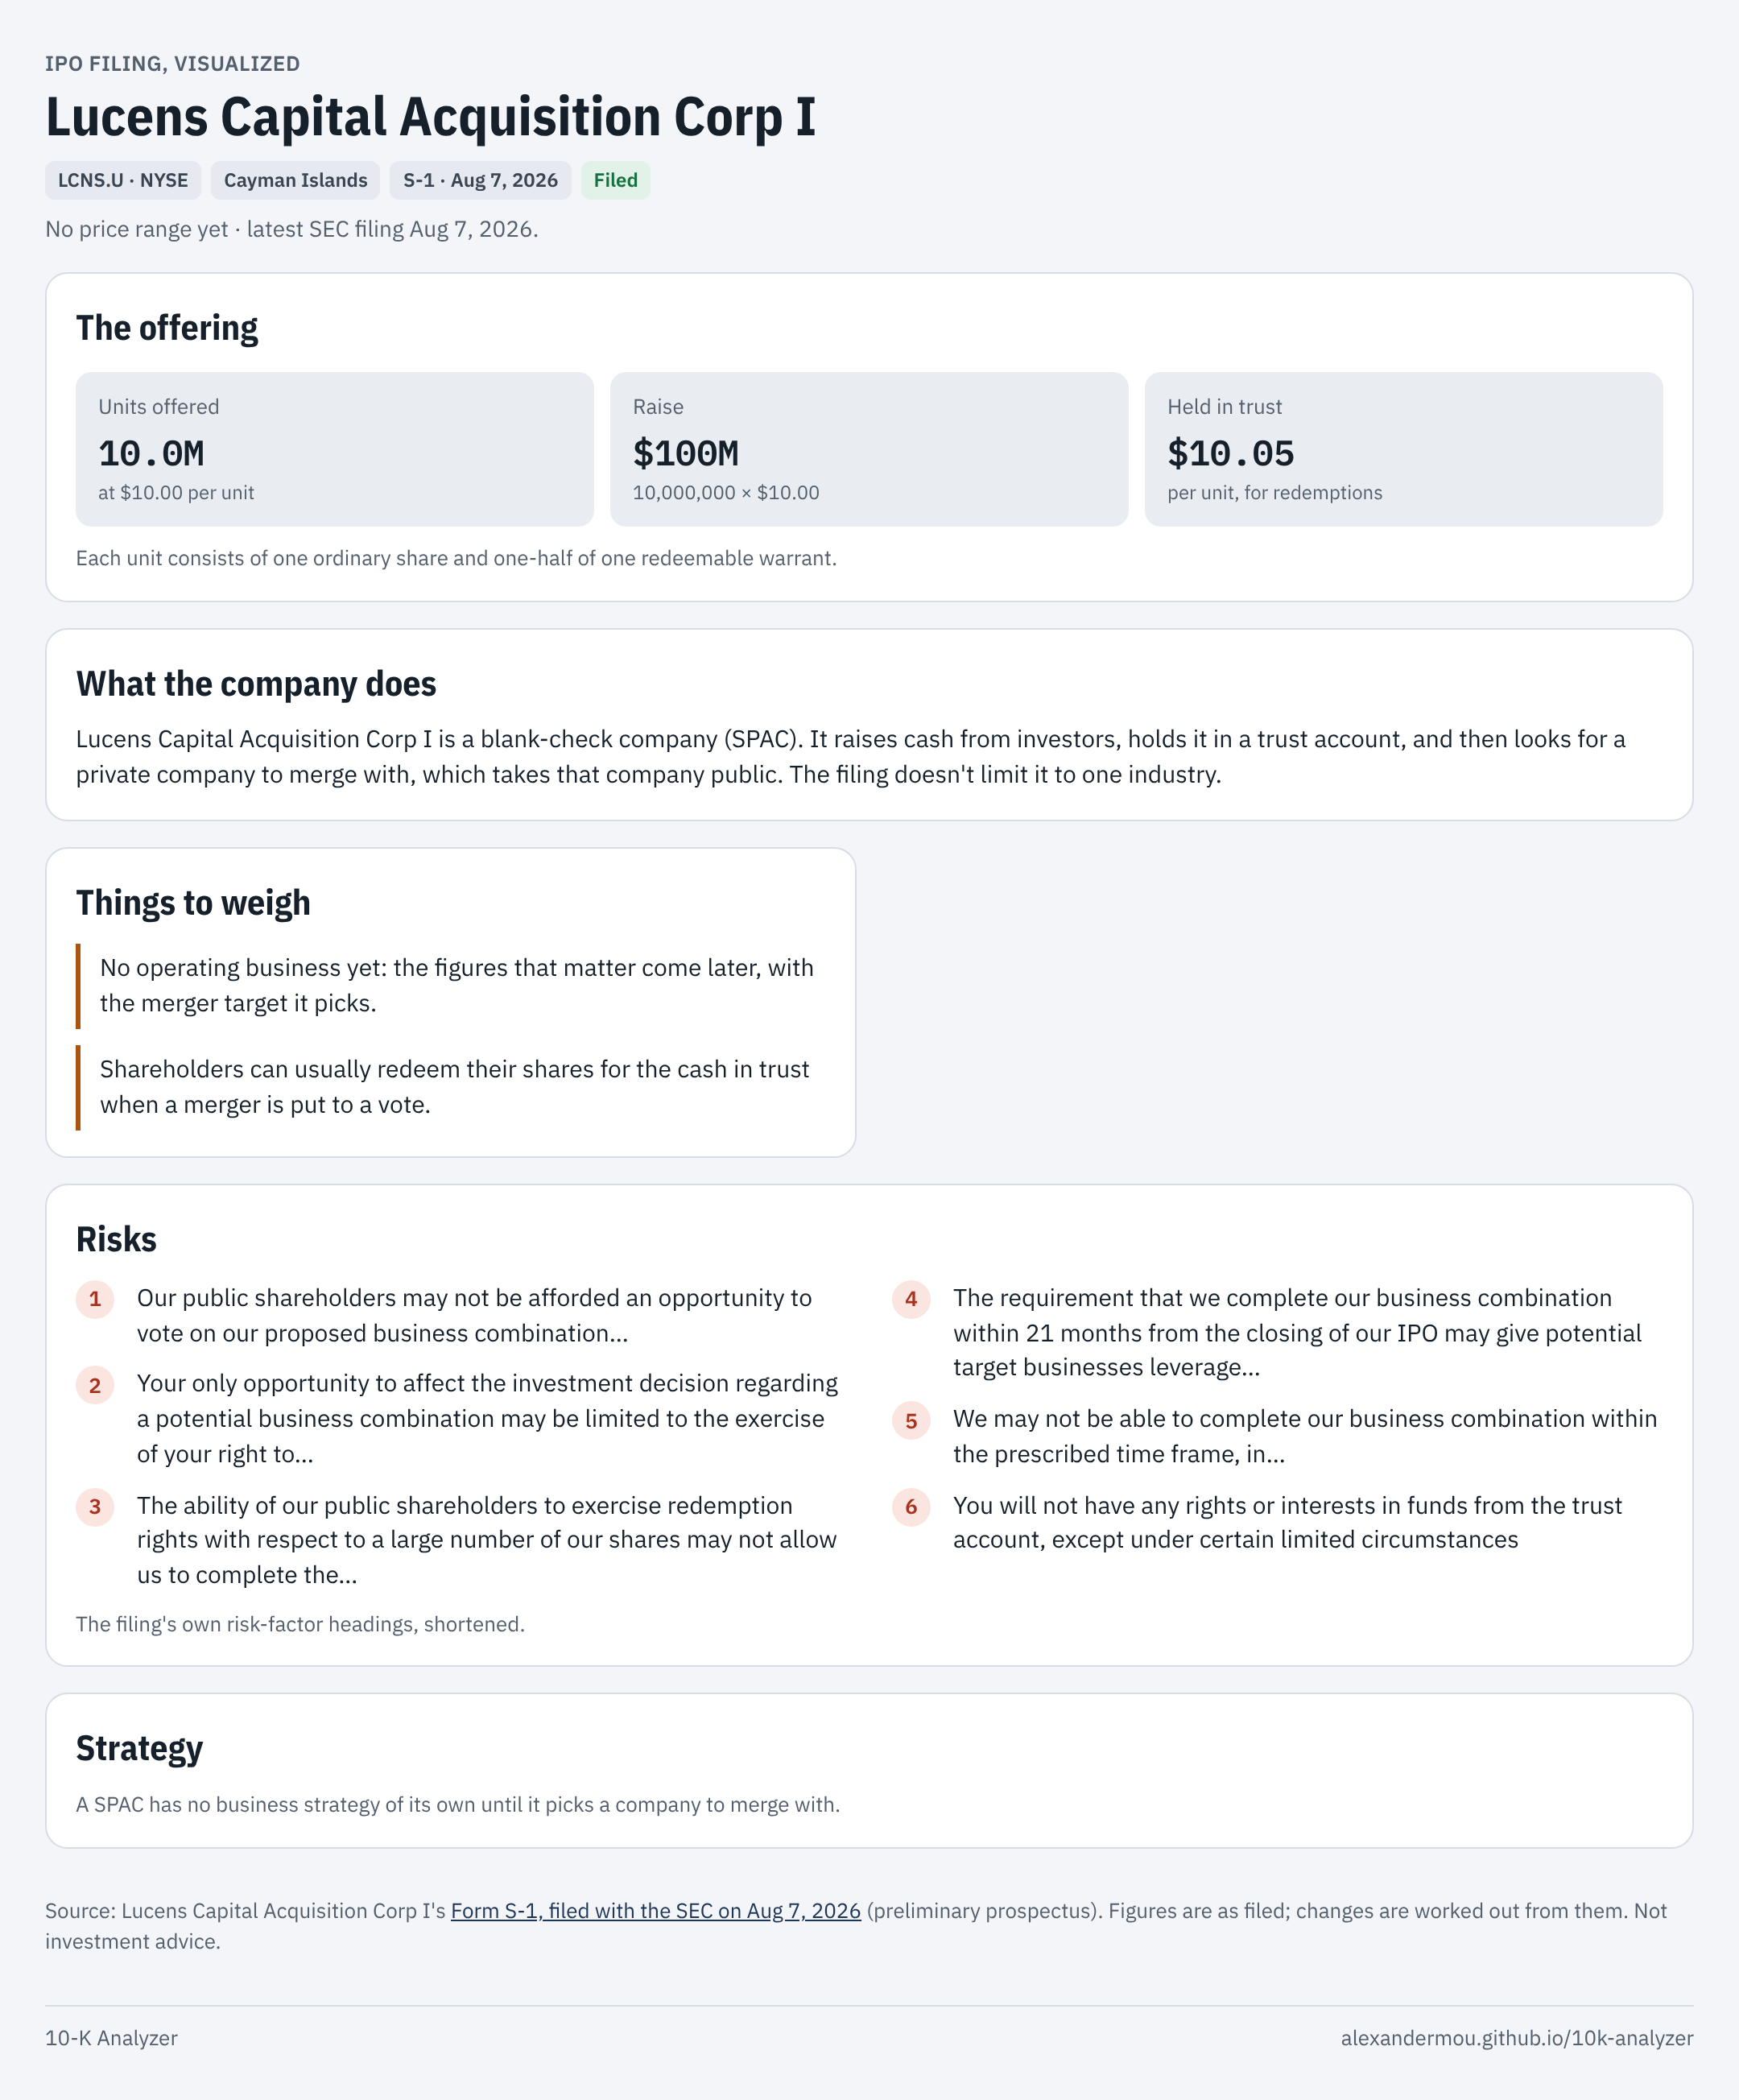 IPO FILING, VISUALIZED
Lucens Capital Acquisition Corp I
LCNS.U · NYSE
Cayman Islands
S-1 · Aug 7, 2026
Filed
No price range yet · latest SEC filing Aug 7, 2026.
The offering
Units offered
10.0M
at $10.00 per unit
Raise
$100M
10,000,000 × $10.00
Held in trust
$10.05
per unit, for redemptions
Each unit consists of one ordinary share and one-half of one redeemable warrant.
What the company does
Lucens Capital Acquisition Corp I is a blank-check company (SPAC). It raises cash from investors, holds it in a trust account, and then looks for a
private company to merge with, which takes that company public. The filing doesn't limit it to one industry.
Things to weigh
No operating business yet: the figures that matter come later, with
the merger target it picks.
Shareholders can usually redeem their shares for the cash in trust
when a merger is put to a vote.
Risks
1
Our public shareholders may not be afforded an opportunity to
vote on our proposed business combination…
2
Your only opportunity to affect the investment decision regarding
a potential business combination may be limited to the exercise
of your right to…
3
The ability of our public shareholders to exercise redemption
rights with respect to a large number of our shares may not allow
us to complete the…
4
The requirement that we complete our business combination
within 21 months from the closing of our IPO may give potential
target businesses leverage…
5
We may not be able to complete our business combination within
the prescribed time frame, in…
6
You will not have any rights or interests in funds from the trust
account, except under certain limited circumstances
The filing's own risk-factor headings, shortened.
Strategy
A SPAC has no business strategy of its own until it picks a company to merge with.
Source: Lucens Capital Acquisition Corp I's Form S-1, filed with the SEC on Aug 7, 2026 (preliminary prospectus). Figures are as filed; changes are worked out from them. Not
investment advice.
10-K Analyzer
alexandermou.github.io/10k-analyzer